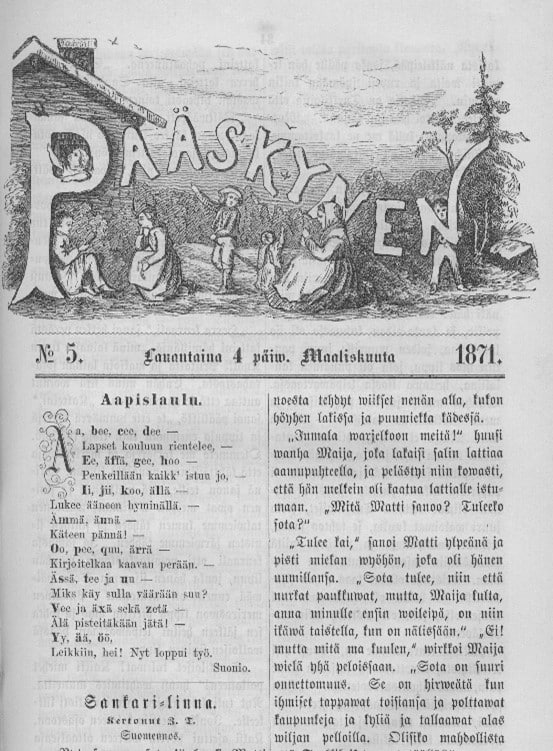 PÄÄSKYNEN
№ 5. Lauantaina 4 päiw. Maaliskuuta 1871.
Aapislaulu.
Aa, bee, cee, dee —
Lapset kouluun rientelee, —
Ee, äffä, gee, hoo —
Penkeillään kaikk' istuu jo, —
Ii, jii, koo, ällä —
Lukee ääneen hyminällä. —
Ämmä, ännä —
Käteen pännä! —
Oo, pee, quu, ärrä —
Kirjoitelkaa kaavan perään. —
Ässä, tee ja uu —
Miks käy sulla väärään suu?
Vee ja äxä sekä zetä —
Älä pisteitäkään jätä! —
Yy, ää, öö,
Leikkiin, hei! Nyt loppui työ.
Suonio.
Sankari-linna.
Kertonut Z. T.
Suomennos.
noesta tehdyt wiikset nenän alla, kukon
höyhen lakissa ja puumiekka kädessä.
„Jumala warjelkoon meitä!" huusi
wanha Maija, joka lakaisi salin lattiaa
aamupuhteella, ja pelästyi niin kowasti,
että hän melkein oli kaatua lattialle istu-
maan. „Mitä Matti sanoo? Tuleeko
sota?"
„Tulee kai," sanoi Matti ylpeänä ja
pisti miekan wyöhön, joka oli hänen
uumillansa. „Sota tulee, niin että
nurkat paukkuwat, mutta, Maija kulta,
anna minulle ensin woileipä, on niin
ikäwä taistella, kun on nälissään." „Si!
mutta mitä ma kuulen," wirkkoi Maija
wielä yhä peloissaan. „Sota on suuri
onnettomuus. Se on hirweätä kun
ihmiset tappawat toisiansa ja polttawat
kaupunkeja ja kyliä ja tallaawat alas
wiljan pelloilla. Olisiko mahdollista